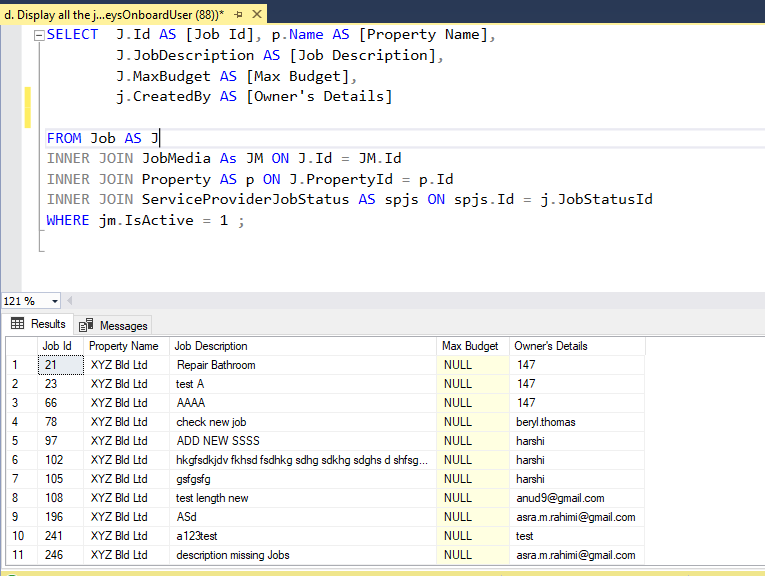 d. Display all the j...eysOnboardUser (88))*
SELECT J.Id AS [Job Id], p.Name AS [Property Name],
J.JobDescription AS [Job Description],
J.MaxBudget AS [Max Budget],
j.CreatedBy AS [Owner's Details]
FROM Job AS J
INNER JOIN JobMedia As JM ON J.Id = JM.Id
INNER JOIN Property AS p ON J.PropertyId = p.Id
INNER JOIN ServiceProviderJobStatus AS spjs ON spjs.Id = j.JobStatusId
WHERE jm.IsActive = 1 ;
121 %
Results Messages
Job Id Property Name Job Description Max Budget Owner's Details
1 21 XYZ Bld Ltd Repair Bathroom NULL 147
2 23 XYZ Bld Ltd test A NULL 147
3 66 XYZ Bld Ltd AAAA NULL 147
4 78 XYZ Bld Ltd check new job NULL beryl.thomas
5 97 XYZ Bld Ltd ADD NEW SSSS NULL harshi
6 102 XYZ Bld Ltd hkgfsdkjdv fkhsd fsdhkg sdhg sdkhg sdghs d shfsg... NULL harshi
7 105 XYZ Bld Ltd gsfgsfg NULL harshi
8 108 XYZ Bld Ltd test length new NULL anud9@gmail.com
9 196 XYZ Bld Ltd ASd NULL asra.m.rahimi@gmail.com
10 241 XYZ Bld Ltd a123test NULL test
11 246 XYZ Bld Ltd description missing Jobs NULL asra.m.rahimi@gmail.com